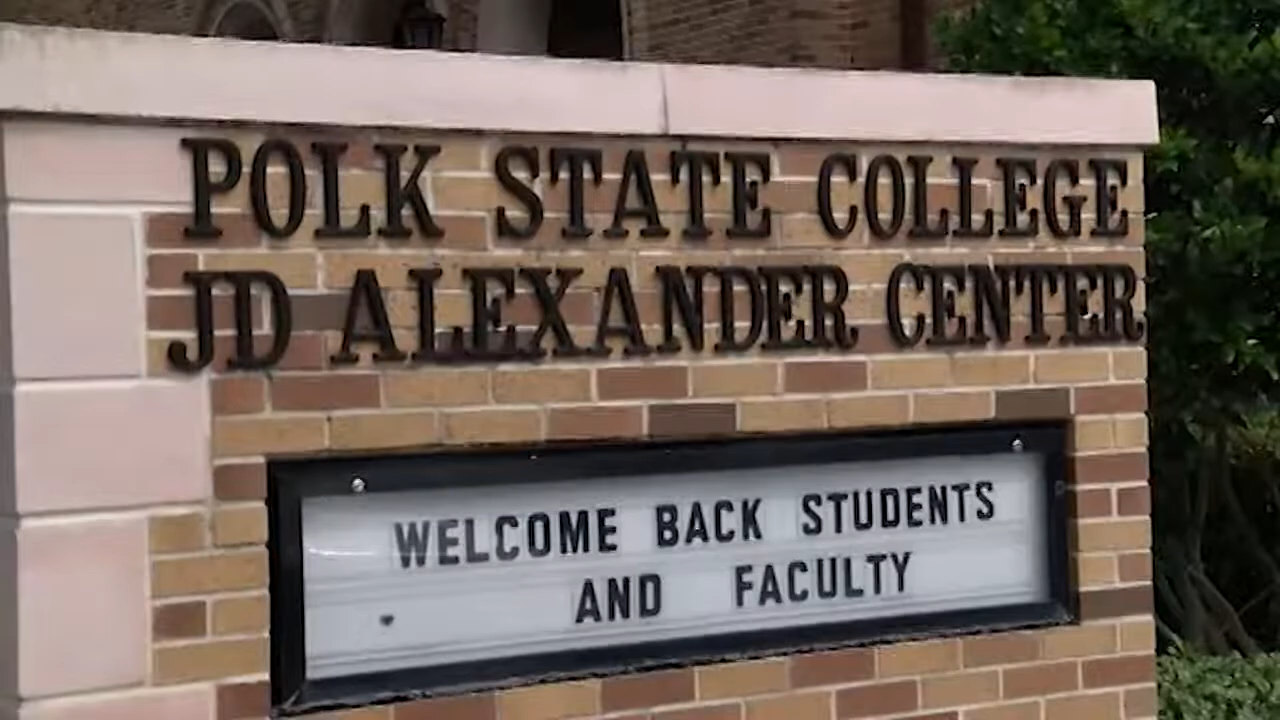 POLK STATE COLLEGE
JD ALEXANDER CENTER
WELCOME BACK STUDENTS
AND FACULTY